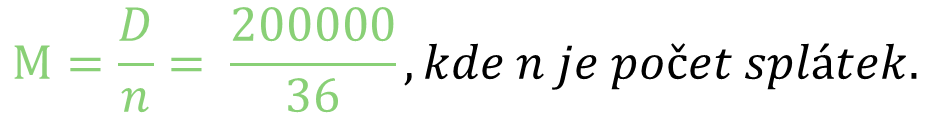 M = D/n = 200000/36 , kde n je počet splátek.